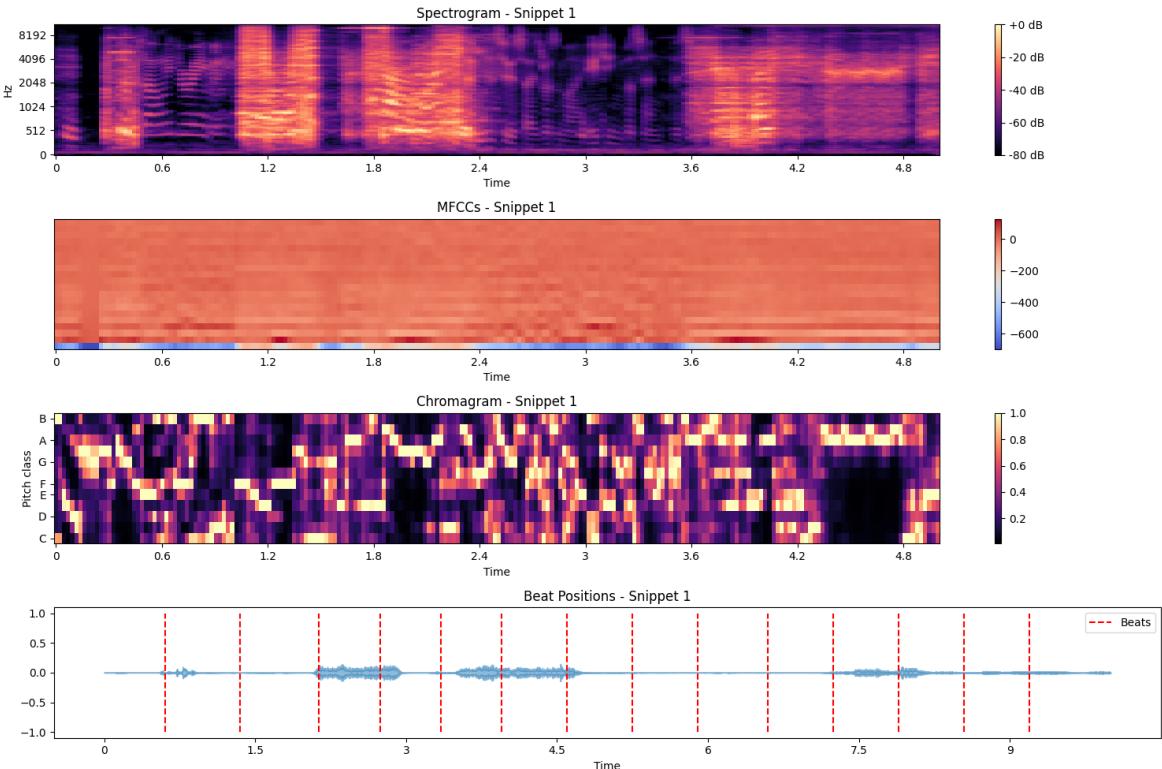 Spectrogram - Snippet 1
8192
4096
2048
1024
512
0
Hz
0 0.6 1.2 1.8 2.4 3 3.6 4.2 4.8
Time
+0 dB
-20 dB
-40 dB
-60 dB
-80 dB
MFCCs - Snippet 1
0 0.6 1.2 1.8 2.4 3 3.6 4.2 4.8
Time
0
−200
−400
−600
Chromagram - Snippet 1
B
A
G
F
E
D
C
Pitch class
0 0.6 1.2 1.8 2.4 3 3.6 4.2 4.8
Time
1.0
0.8
0.6
0.4
0.2
Beat Positions - Snippet 1
1.0
0.5
0.0
−0.5
−1.0
0 1.5 3 4.5 6 7.5 9
Time
Beats